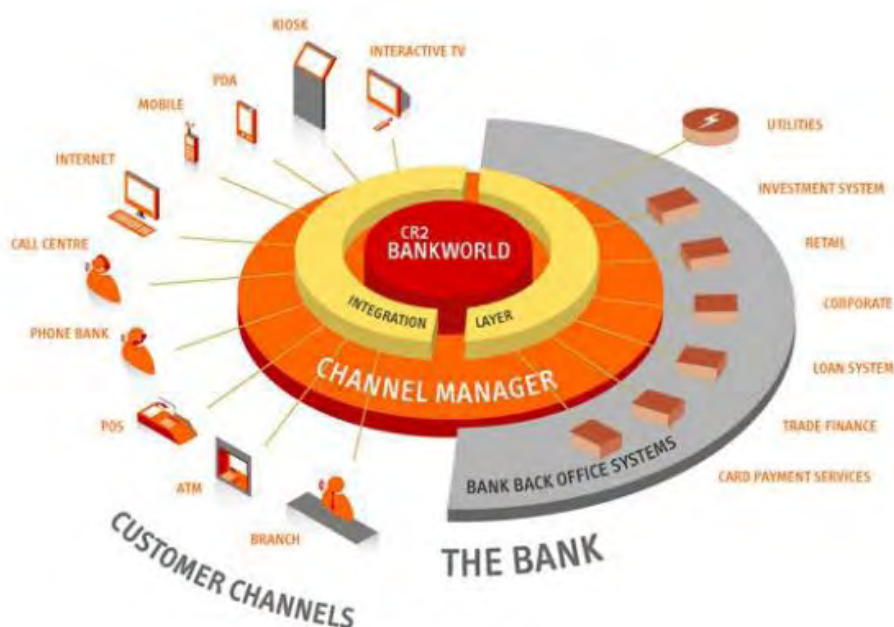 KIOSK
INTERACTIVE TV
PDA
MOBILE
INTERNET
CALL CENTRE
PHONE BANK
POS
ATM
BRANCH
CUSTOMER CHANNELS
CR2
BANKWORLD
INTEGRATION
LAYER
CHANNEL MANAGER
UTILITIES
INVESTMENT SYSTEM
RETAIL
CORPORATE
LOAN SYSTEM
TRADE FINANCE
CARD PAYMENT SERVICES
BANK BACK OFFICE SYSTEMS
THE BANK